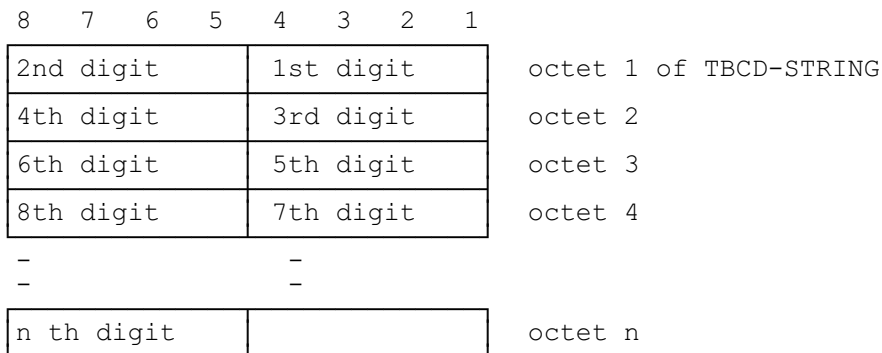 8 7 6 5 4 3 2 1
2nd digit 1st digit octet 1 of TBCD-STRING
4th digit 3rd digit octet 2
6th digit 5th digit octet 3
8th digit 7th digit octet 4
- -
- -
n th digit octet n